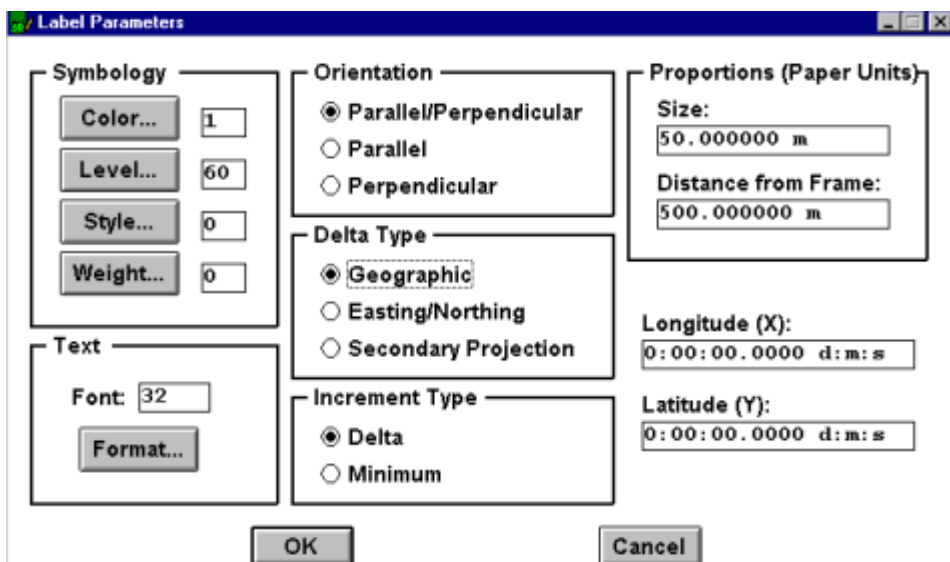 Label Parameters
Symbology
Color... 1
Level... 60
Style... 0
Weight... 0
Text
Font: 32
Format...
Orientation
Parallel/Perpendicular
Parallel
Perpendicular
Delta Type
Geographic
Easting/Northing
Secondary Projection
Increment Type
Delta
Minimum
Proportions (Paper Units)
Size:
50.000000 m
Distance from Frame:
500.000000 m
Longitude (X):
0:00:00.0000 d:m:s
Latitude (Y):
0:00:00.0000 d:m:s
OK
Cancel